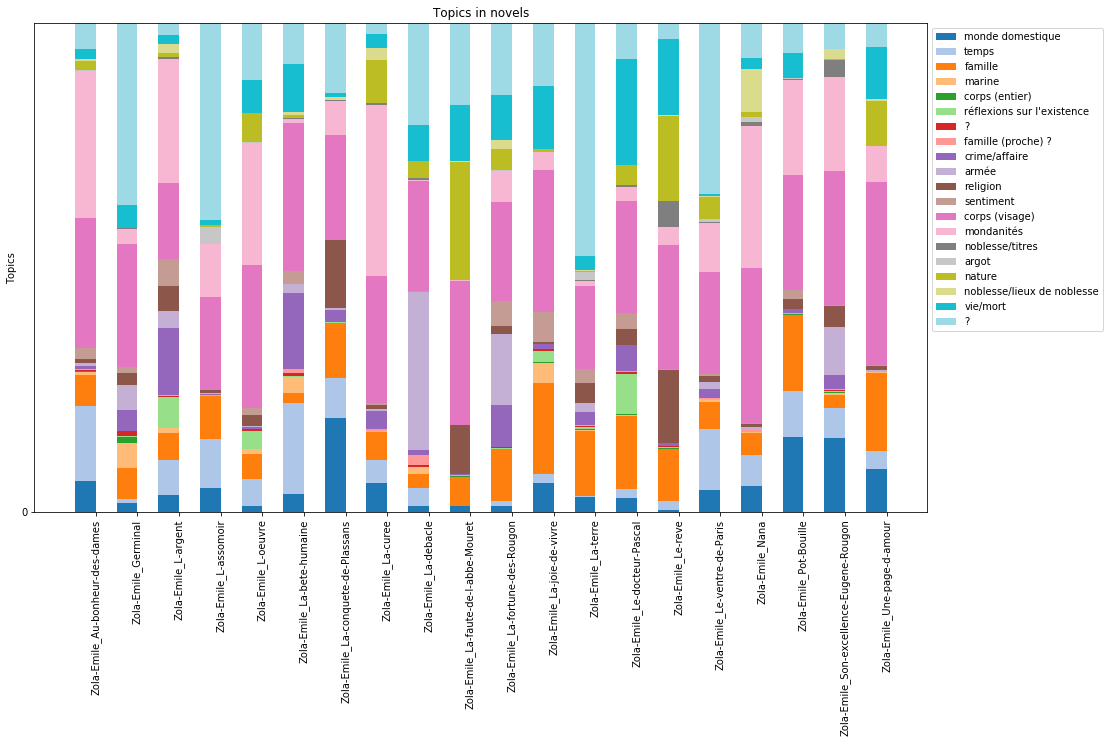 Topics in novels
Topics
0
Zola-Emile_Au-bonheur-des-dames
Zola-Emile_Germinal
Zola-Emile_L-argent
Zola-Emile_L-assomoir
Zola-Emile_L-oeuvre
Zola-Emile_La-bete-humaine
Zola-Emile_La-conquete-de-Plassans
Zola-Emile_La-curee
Zola-Emile_La-debacle
Zola-Emile_La-faute-de-l-abbe-Mouret
Zola-Emile_La-fortune-des-Rougon
Zola-Emile_La-joie-de-vivre
Zola-Emile_La-terre
Zola-Emile_Le-docteur-Pascal
Zola-Emile_Le-reve
Zola-Emile_Le-ventre-de-Paris
Zola-Emile_Nana
Zola-Emile_Pot-Bouille
Zola-Emile_Son-excellence-Eugene-Rougon
Zola-Emile_Une-page-d-amour
monde domestique
temps
famille
marine
corps (entier)
réflexions sur l'existence
?
famille (proche) ?
crime/affaire
armée
religion
sentiment
corps (visage)
mondanités
noblesse/titres
argot
nature
noblesse/lieux de noblesse
vie/mort
?